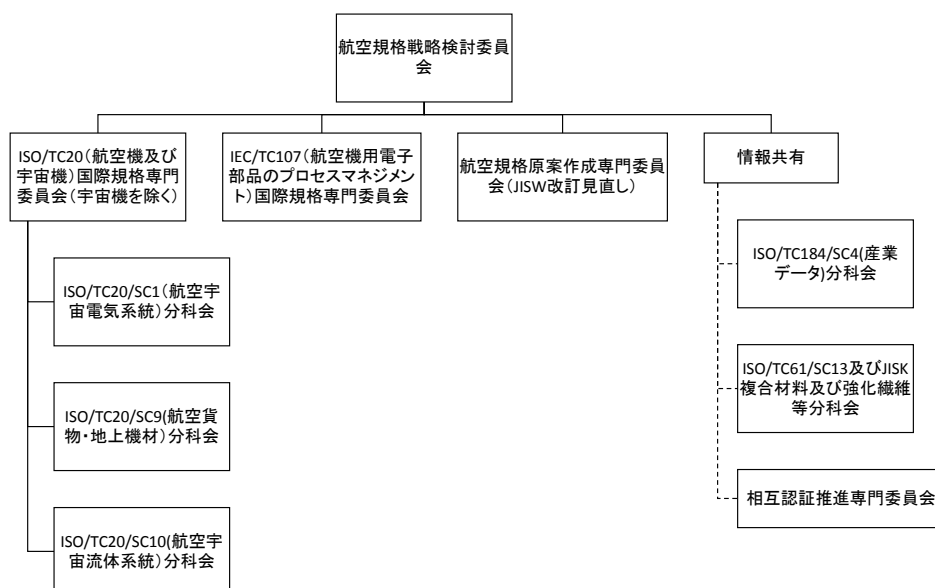 航空規格戦略検討委員
会
ISO/TC20(航空機及び
宇宙機)国際規格専門
委員会(宇宙機を除く)
IEC/TC107(航空機用電子
部品のプロセスマネジメン
ト)国際規格専門委員会
航空規格原案作成専門委員
会(JISW改訂見直し)
情報共有
ISO/TC20/SC1(航空宇
宙電気系統)分科会
ISO/TC20/SC9(航空貨
物・地上機材)分科会
ISO/TC20/SC10(航空宇
宙流体系統)分科会
ISO/TC184/SC4(産業
データ)分科会
ISO/TC61/SC13及びJISK
複合材料及び強化繊維
等分科会
相互認証推進専門委員会